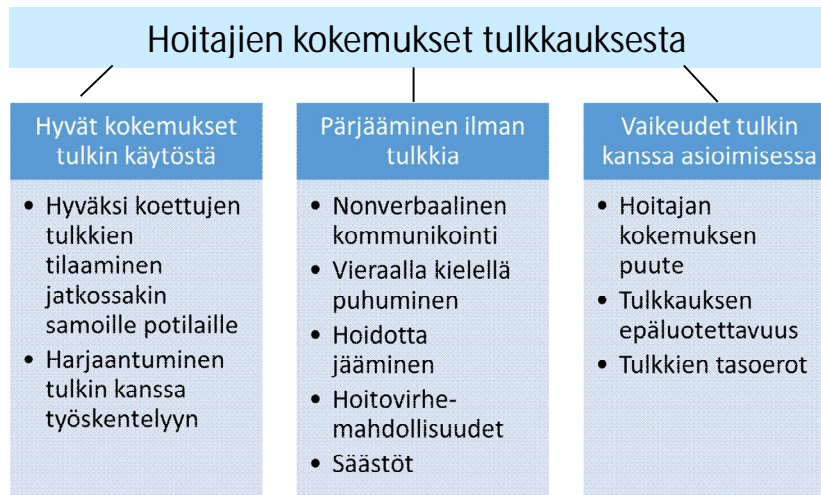 Hoitajien kokemukset tulkkauksesta
Hyvät kokemukset
tulkin käytöstä
• Hyväksi koettujen
tulkkien
tilaaminen
jatkossakin
samoille potilaille
• Harjaantuminen
tulkin kanssa
työskentelyyn
Pärjääminen ilman
tulkkia
• Nonverbaalinen
kommunikointi
• Vieraalla kielellä
puhuminen
• Hoidotta
jääminen
• Hoitovirhe-
mahdollisuudet
• Säästöt
Vaikeudet tulkin
kanssa asioimisessa
• Hoitajan
kokemuksen
puute
• Tulkkauksen
epäluotettavuus
• Tulkkien tasoerot